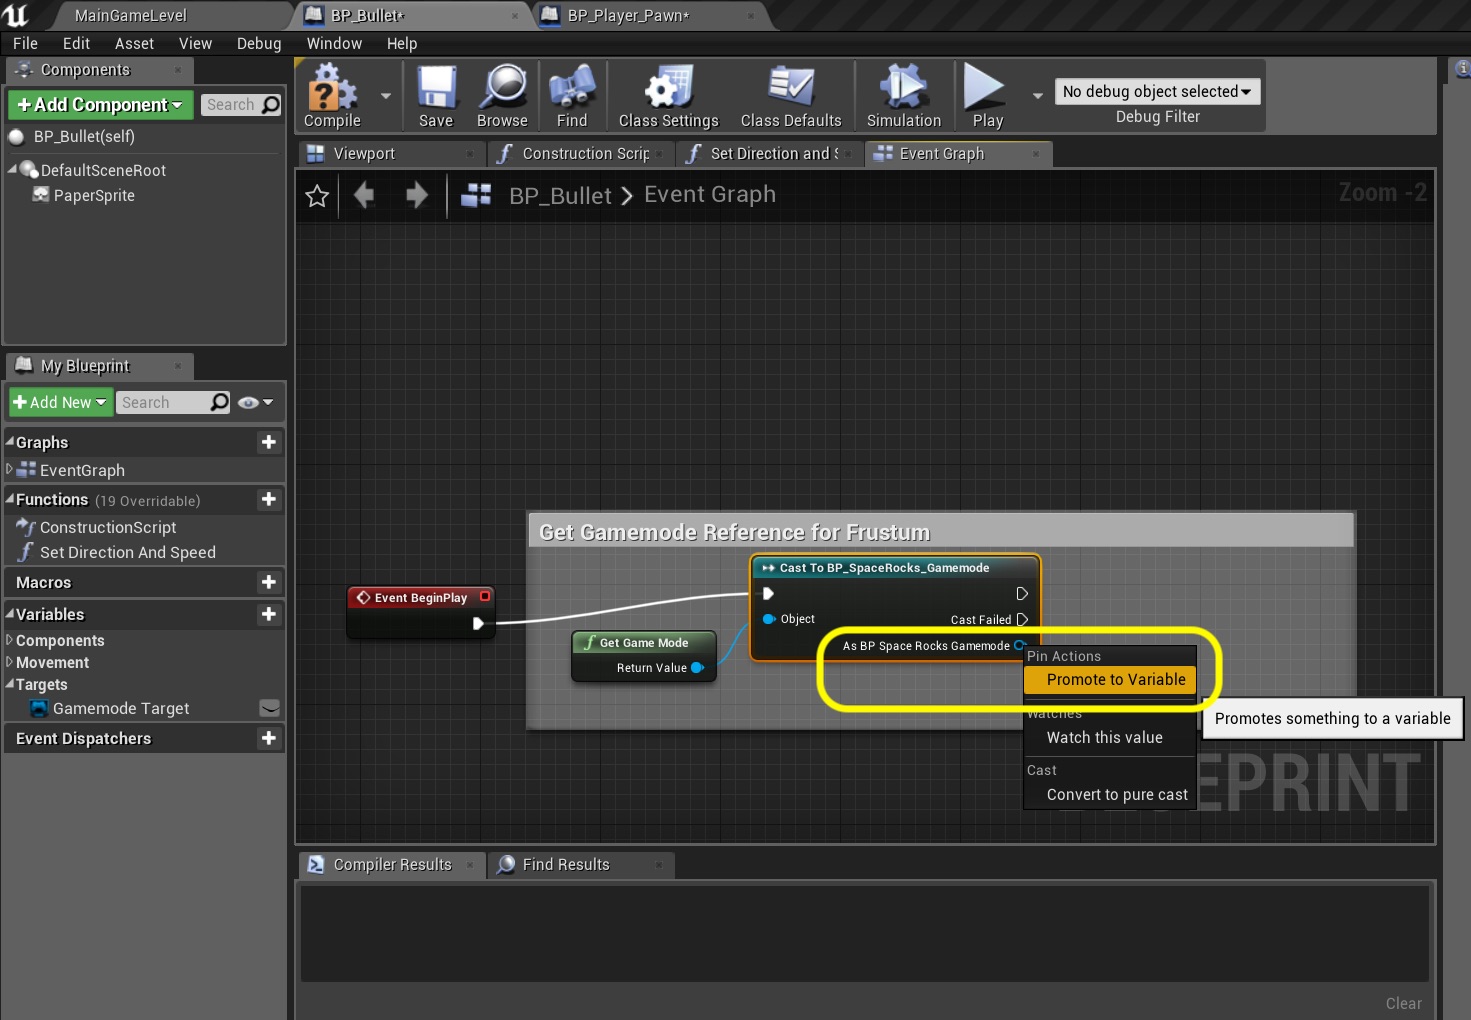 MainGameLevel
BP_Bullet*
BP_Player_Pawn*
File Edit Asset View Debug Window Help
Components
Add Component
Search
BP_Bullet(self)
DefaultSceneRoot
PaperSprite
Compile
Save
Browse
Find
Class Settings
Class Defaults
Simulation
Play
No debug object selected
Debug Filter
Viewport
Construction Scrip
Set Direction and S
Event Graph
BP_Bullet > Event Graph
Zoom -2
My Blueprint
Add New
Search
Graphs
EventGraph
Functions (19 Overridable)
ConstructionScript
Set Direction And Speed
Macros
Variables
Components
Movement
Targets
Gamemode Target
Event Dispatchers
Get Gamemode Reference for Frustum
Event BeginPlay
Get Game Mode
Return Value
Cast To BP_SpaceRocks_Gamemode
Object
Cast Failed
As BP Space Rocks Gamemode
Pin Actions
Promote to Variable
Watches
Watch this value
Cast
Convert to pure cast
Promotes something to a variable
EPRINT
Compiler Results
Find Results
Clear